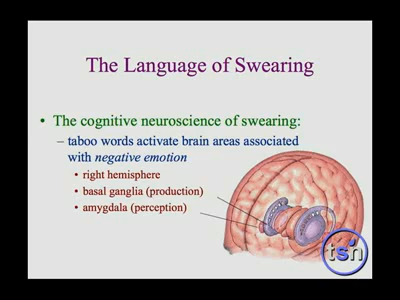 The Language of Swearing
• The cognitive neuroscience of swearing:
– taboo words activate brain areas associated
with negative emotion
• right hemisphere
• basal ganglia (production)
• amygdala (perception)
tsn